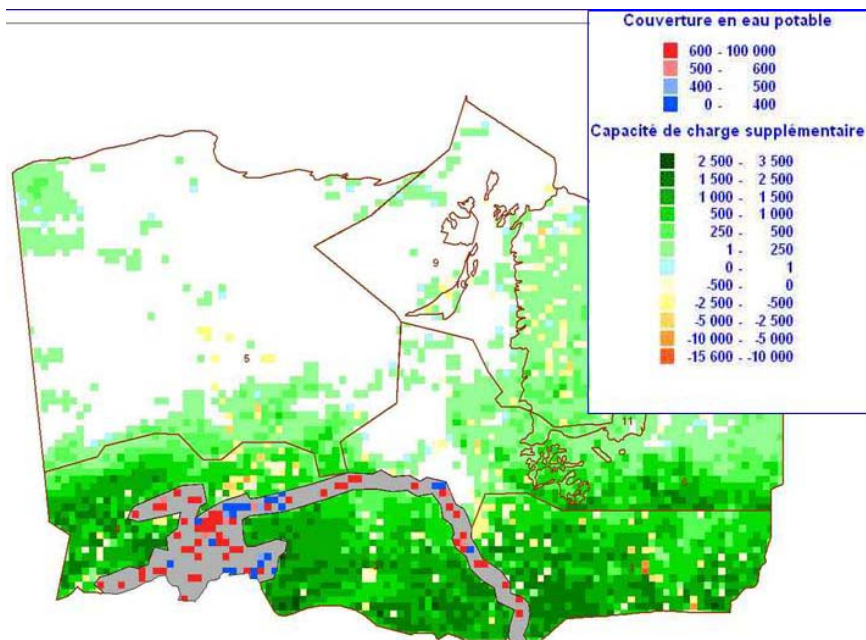 Couverture en eau potable
600 - 100 000
500 - 600
400 - 500
0 - 400
Capacité de charge supplémentaire
2 500 - 3 500
1 500 - 2 500
1 000 - 1 500
500 - 1 000
250 - 500
1 - 250
0 - 1
-500 - 0
-2 500 - -500
-5 000 - -2 500
-10 000 - -5 000
-15 600 - -10 000
9
10
5
11